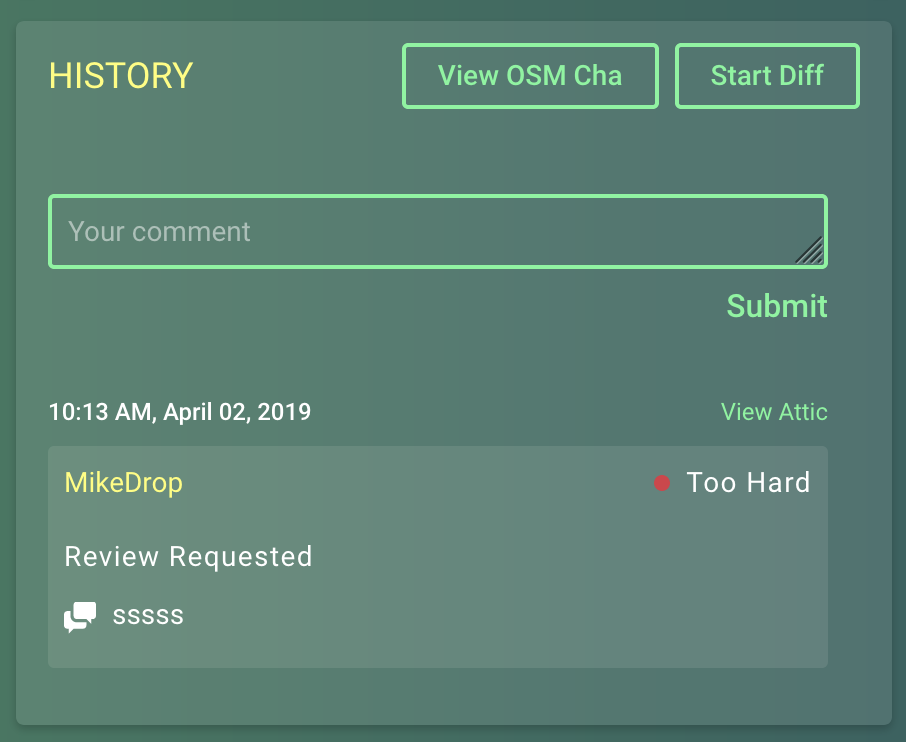 HISTORY View OSM Cha Start Diff
Your comment
Submit
10:13 AM, April 02, 2019 View Attic
MikeDrop Too Hard
Review Requested
sssss